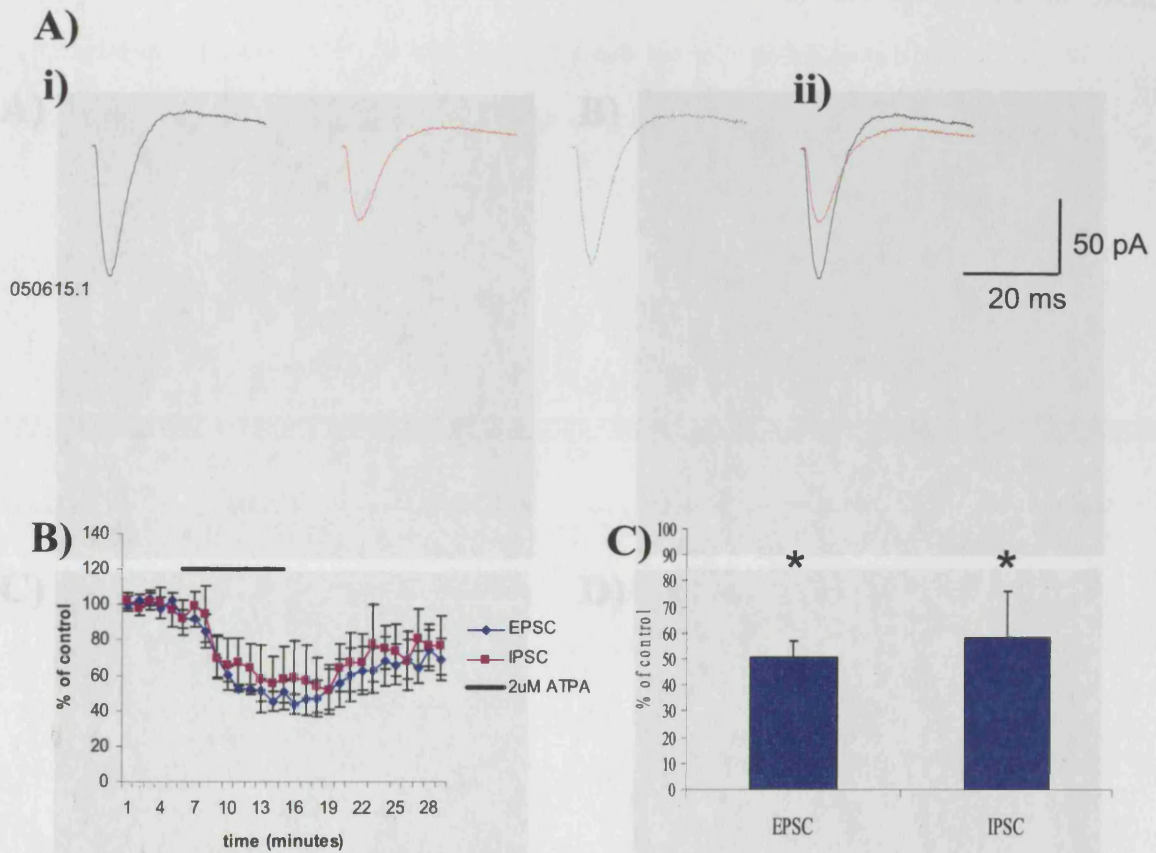 A)
i)
ii)
050615.1
50 pA
20 ms
B)
140
120
100
80
60
40
20
0
% of control
1 4 7 10 13 16 19 22 25 28
time (minutes)
EPSC
IPSC
2uM ATPA
C)
100
90
80
70
60
50
40
30
20
10
0
% of control
*
*
EPSC
IPSC
A)
B)
C)
D)